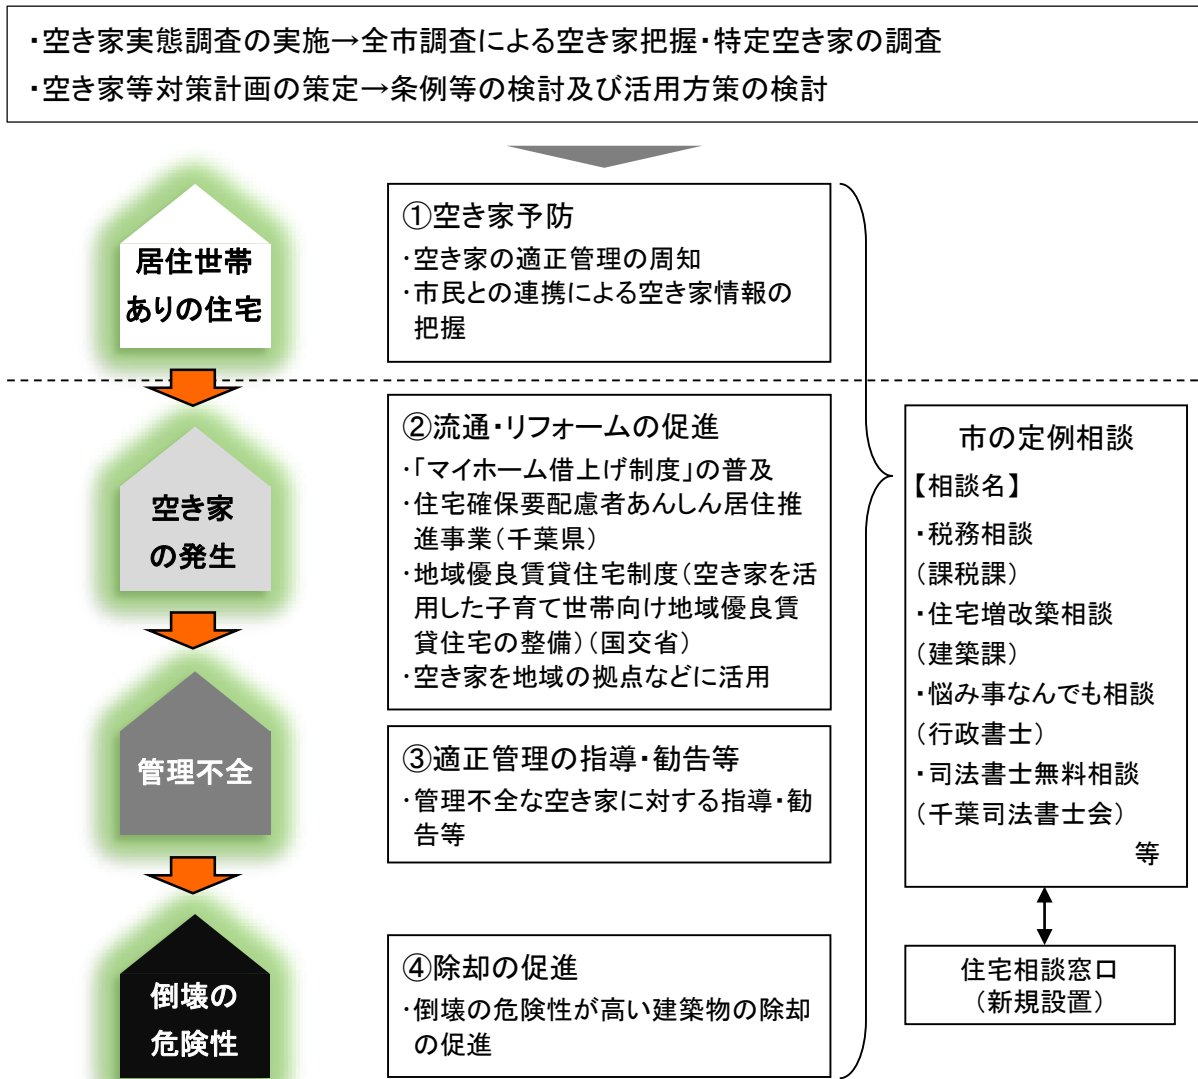 ・空き家実態調査の実施→全市調査による空き家把握・特定空き家の調査
・空き家等対策計画の策定→条例等の検討及び活用方策の検討
居住世帯
ありの住宅
①空き家予防
・空き家の適正管理の周知
・市民との連携による空き家情報の
把握
空き家
の発生
②流通・リフォームの促進
・「マイホーム借上げ制度」の普及
・住宅確保要配慮者あんしん居住推
進事業（千葉県）
・地域優良賃貸住宅制度（空き家を活
用した子育て世帯向け地域優良賃
貸住宅の整備）（国交省）
・空き家を地域の拠点などに活用
管理不全
③適正管理の指導・勧告等
・管理不全な空き家に対する指導・勧
告等
倒壊の
危険性
④除却の促進
・倒壊の危険性が高い建築物の除却
の促進
市の定例相談
【相談名】
・税務相談
（課税課）
・住宅増改築相談
（建築課）
・悩み事なんでも相談
（行政書士）
・司法書士無料相談
（千葉司法書士会）
等
住宅相談窓口
（新規設置）